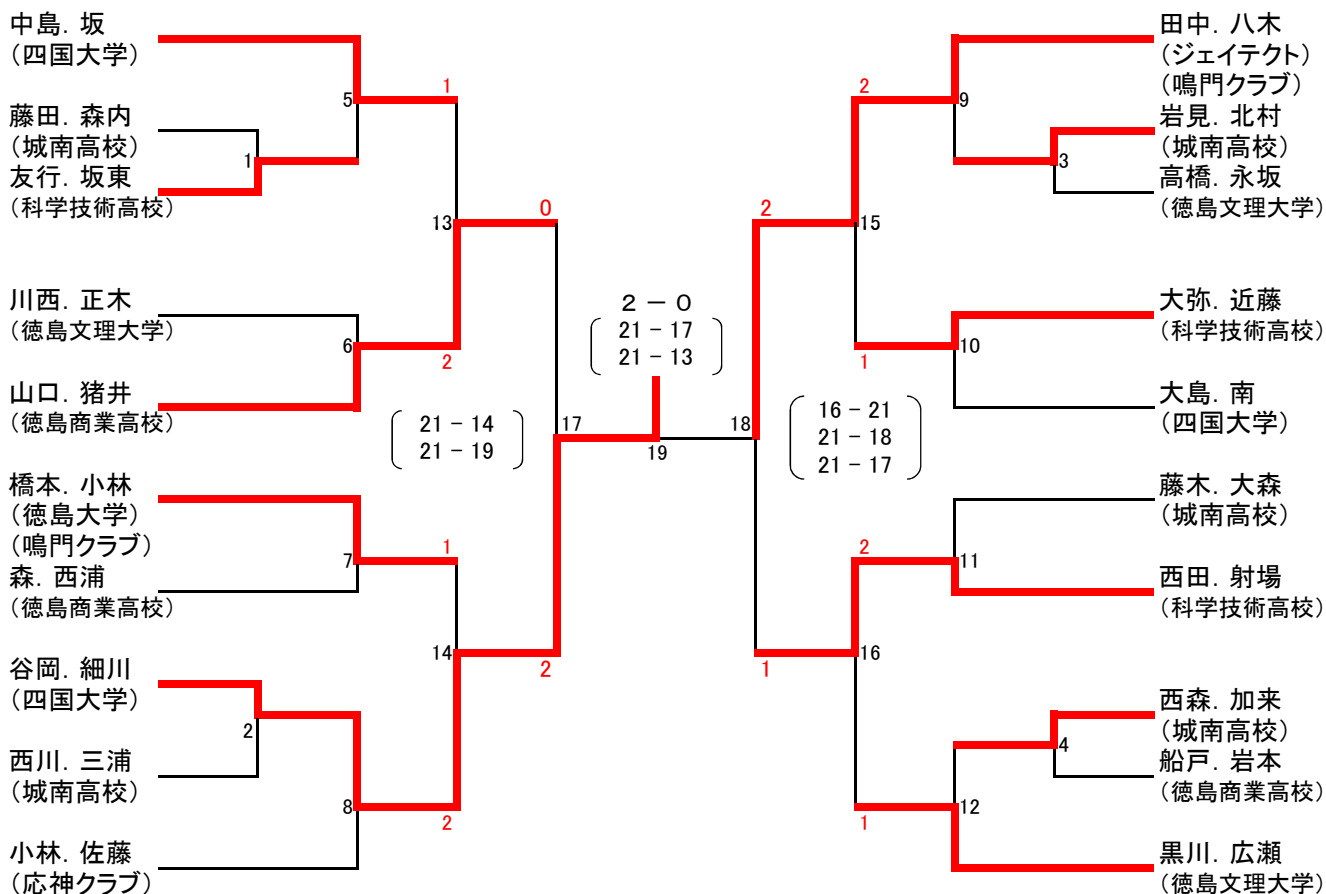 中島. 坂
(四国大学)
藤田. 森内
(城南高校)
友行. 坂東
(科学技術高校)
川西. 正木
(徳島文理大学)
山口. 猪井
(徳島商業高校)
橋本. 小林
(徳島大学)
(鳴門クラブ)
森. 西浦
(徳島商業高校)
谷岡. 細川
(四国大学)
西川. 三浦
(城南高校)
小林. 佐藤
(応神クラブ)
1
2
5
6
7
8
1
2
1
2
13
14
0
2
21 - 14
21 - 19
17
2 - 0
21 - 17
21 - 13
19
18
16 - 21
21 - 18
21 - 17
2
1
15
16
2
1
2
1
9
10
11
12
3
4
田中. 八木
(ジェイテクト)
(鳴門クラブ)
岩見. 北村
(城南高校)
高橋. 永坂
(徳島文理大学)
大弥. 近藤
(科学技術高校)
大島. 南
(四国大学)
藤木. 大森
(城南高校)
西田. 射場
(科学技術高校)
西森. 加来
(城南高校)
船戸. 岩本
(徳島商業高校)
黒川. 広瀬
(徳島文理大学)